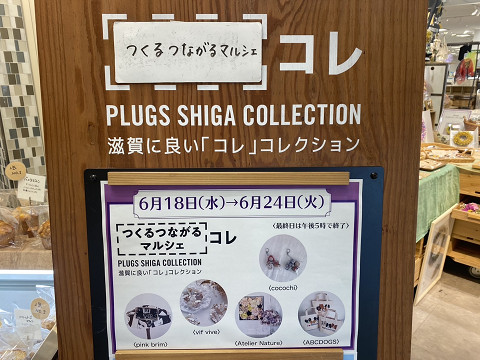 つくるつながるマルシェ
コレ
PLUGS SHIGA COLLECTION
滋賀に良い「コレ」コレクション
6月18日(水)→6月24日(火)
〈最終日は午後5時で終了〉
つくるつながる
マルシェ
コレ
PLUGS SHIGA COLLECTION
滋賀に良い「コレ」コレクション
〈cocochi〉
〈pink brim〉
〈vif vive〉
〈Atelier Nature〉
〈ABCDOGS〉